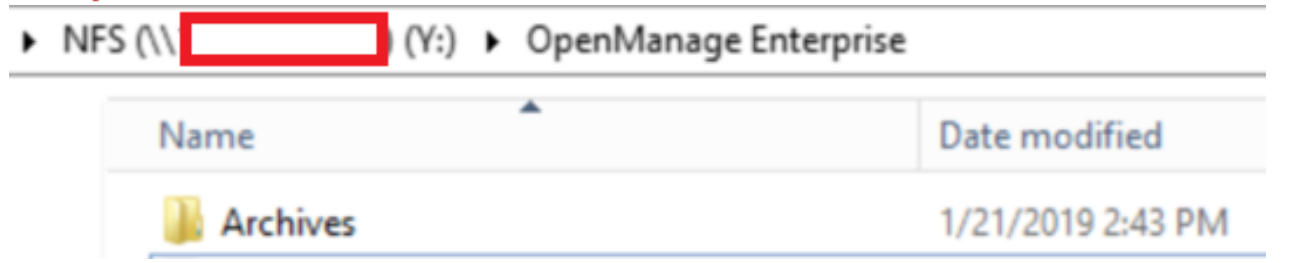 NFS (\\ ) (Y:) OpenManage Enterprise
Name Date modified
Archives 1/21/2019 2:43 PM